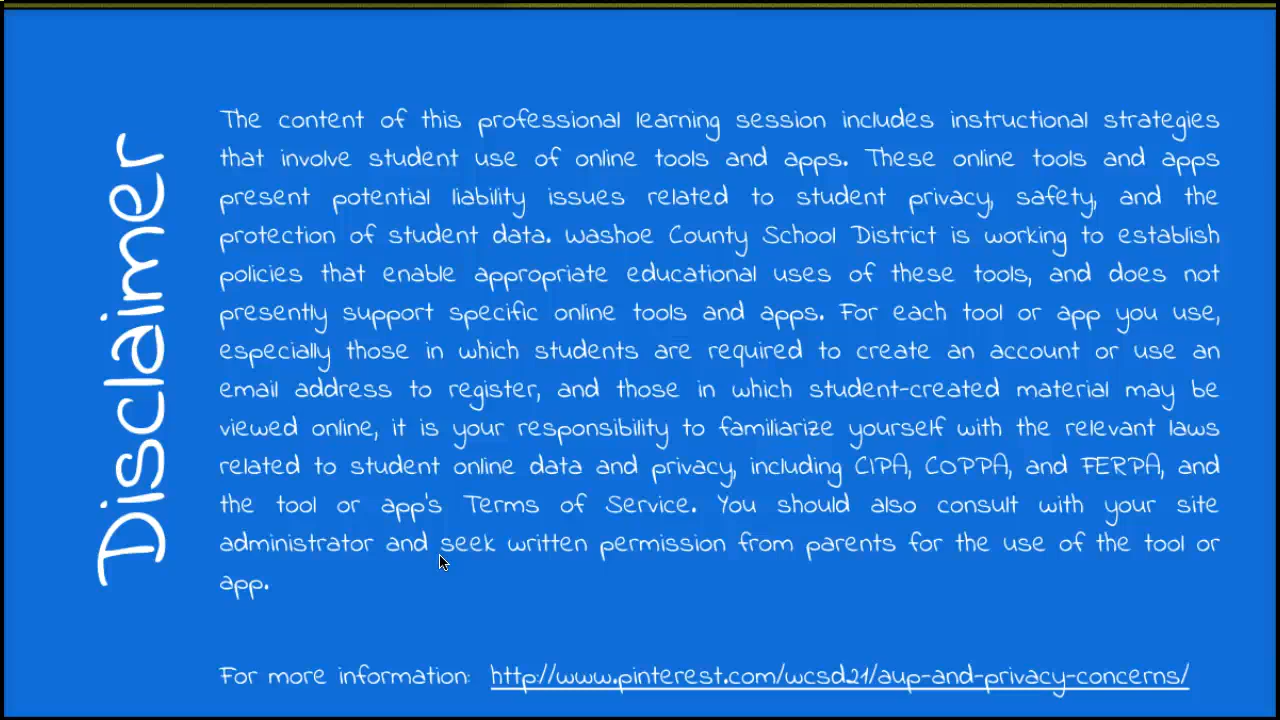 Disclaimer
The content of this professional learning session includes instructional strategies
that involve student use of online tools and apps. These online tools and apps
present potential liability issues related to student privacy, safety, and the
protection of student data. Washoe County School District is working to establish
policies that enable appropriate educational uses of these tools, and does not
presently support specific online tools and apps. For each tool or app you use,
especially those in which students are required to create an account or use an
email address to register, and those in which student-created material may be
viewed online, it is your responsibility to familiarize yourself with the relevant laws
related to student online data and privacy, including CIPA, COPPA, and FERPA, and
the tool or app's Terms of Service. You should also consult with your site
administrator and seek written permission from parents for the use of the tool or
app.
For more information: http://www.pinterest.com/wcsd21/aup-and-privacy-concerns/